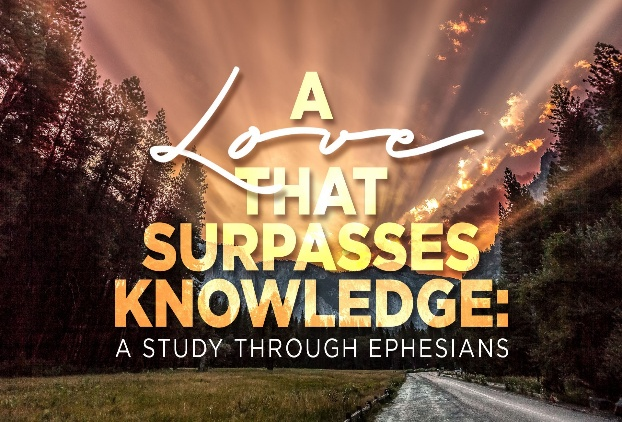 A
Love
THAT
SURPASSES
KNOWLEDGE:
A STUDY THROUGH EPHESIANS